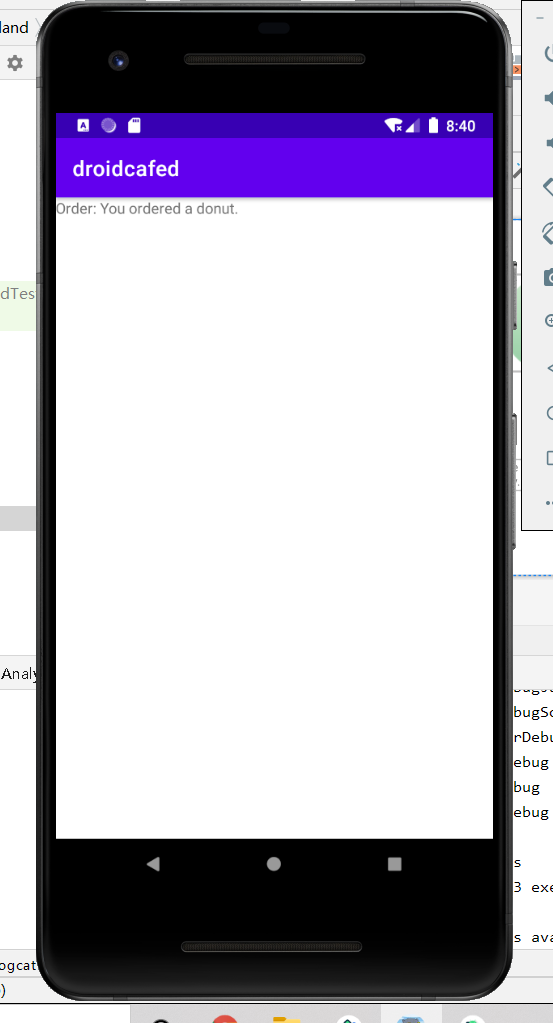 land
A
8:40
droidcafed
Order: You ordered a donut.
dTes
Analy
bugSo
rDebu
ebug
bug
ebug
s
3 exe
s ava
ogcat
)